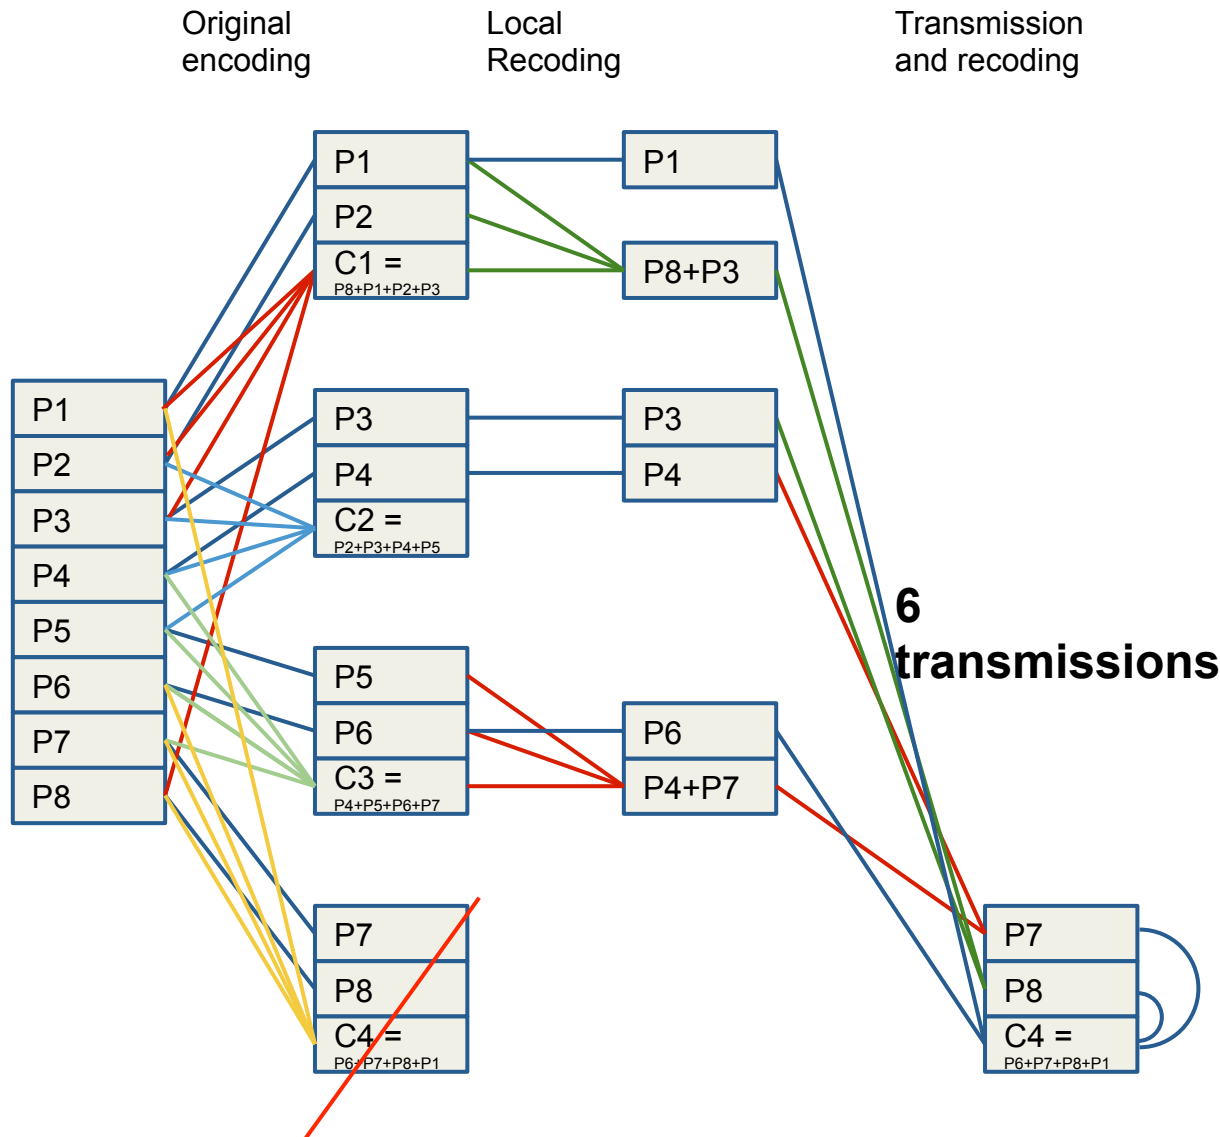 Original
encoding
Local
Recoding
Transmission
and recoding
P1
P2
P3
P4
P5
P6
P7
P8
P1
P2
C1 =
P8+P1+P2+P3
P3
P4
C2 =
P2+P3+P4+P5
P5
P6
C3 =
P4+P5+P6+P7
P7
P8
C4 =
P6+P7+P8+P1
P1
P8+P3
P3
P4
P6
P4+P7
6
transmissions
P7
P8
C4 =
P6+P7+P8+P1